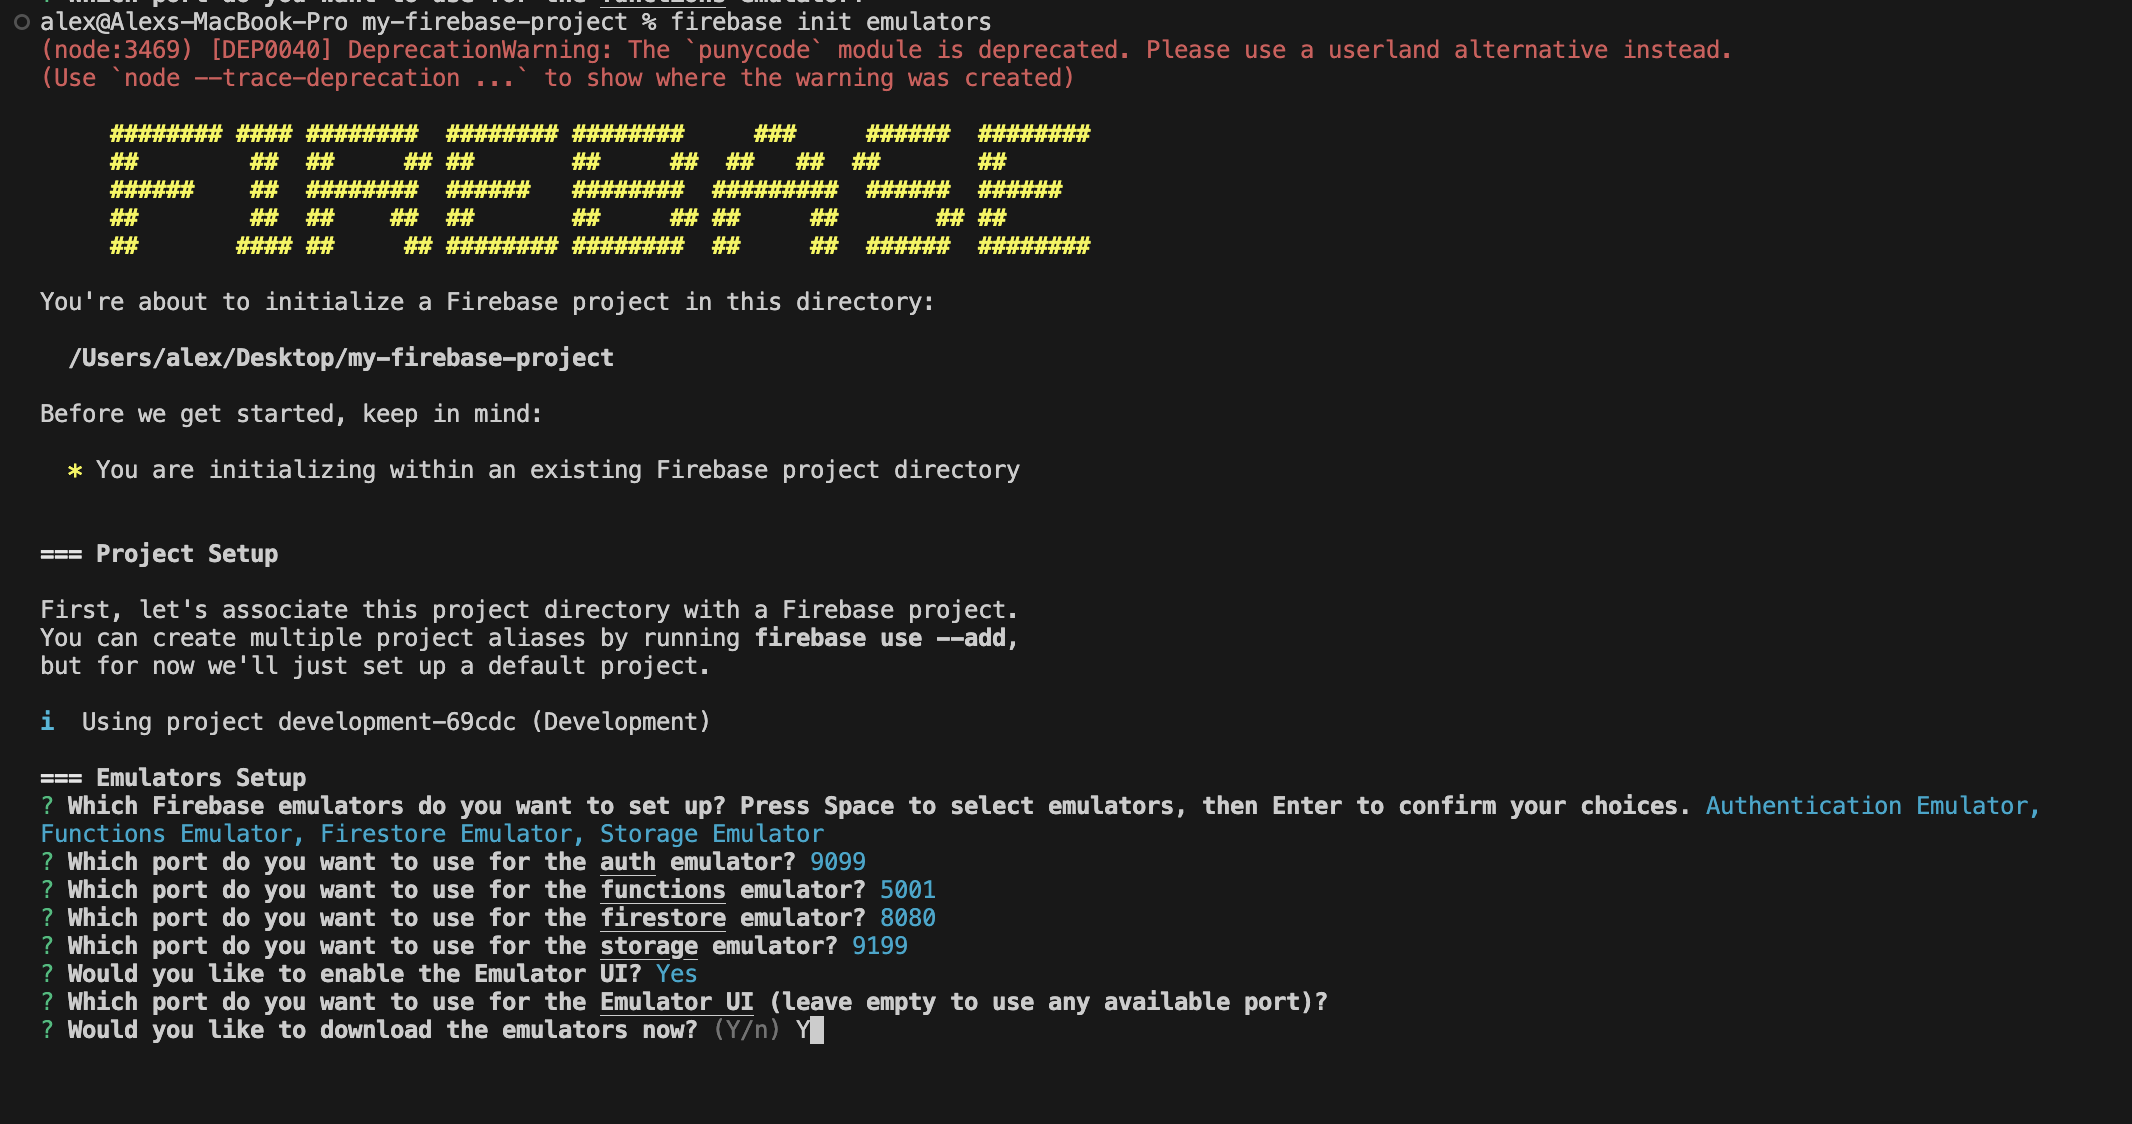 ? Which port do you want to use for the functions emulator?
alex@Alexs-MacBook-Pro my-firebase-project % firebase init emulators
(node:3469) [DEP0040] DeprecationWarning: The `punycode` module is deprecated. Please use a userland alternative instead.
(Use `node --trace-deprecation ...` to show where the warning was created)
     ######## #### ########  ######## ########     ###     ######  ########
     ##        ##  ##     ## ##       ##     ##  ##   ##  ##       ##
     ######    ##  ########  ######   ########  #########  ######  ######
     ##        ##  ##    ##  ##       ##     ## ##     ##       ## ##
     ##       #### ##     ## ######## ########  ##     ##  ######  ########
You're about to initialize a Firebase project in this directory:
/Users/alex/Desktop/my-firebase-project
Before we get started, keep in mind:
* You are initializing within an existing Firebase project directory
=== Project Setup
First, let's associate this project directory with a Firebase project.
You can create multiple project aliases by running firebase use --add,
but for now we'll just set up a default project.
i  Using project development-69cdc (Development)
=== Emulators Setup
? Which Firebase emulators do you want to set up? Press Space to select emulators, then Enter to confirm your choices. Authentication Emulator,
Functions Emulator, Firestore Emulator, Storage Emulator
? Which port do you want to use for the auth emulator? 9099
? Which port do you want to use for the functions emulator? 5001
? Which port do you want to use for the firestore emulator? 8080
? Which port do you want to use for the storage emulator? 9199
? Would you like to enable the Emulator UI? Yes
? Which port do you want to use for the Emulator UI (leave empty to use any available port)?
? Would you like to download the emulators now? (Y/n) Y